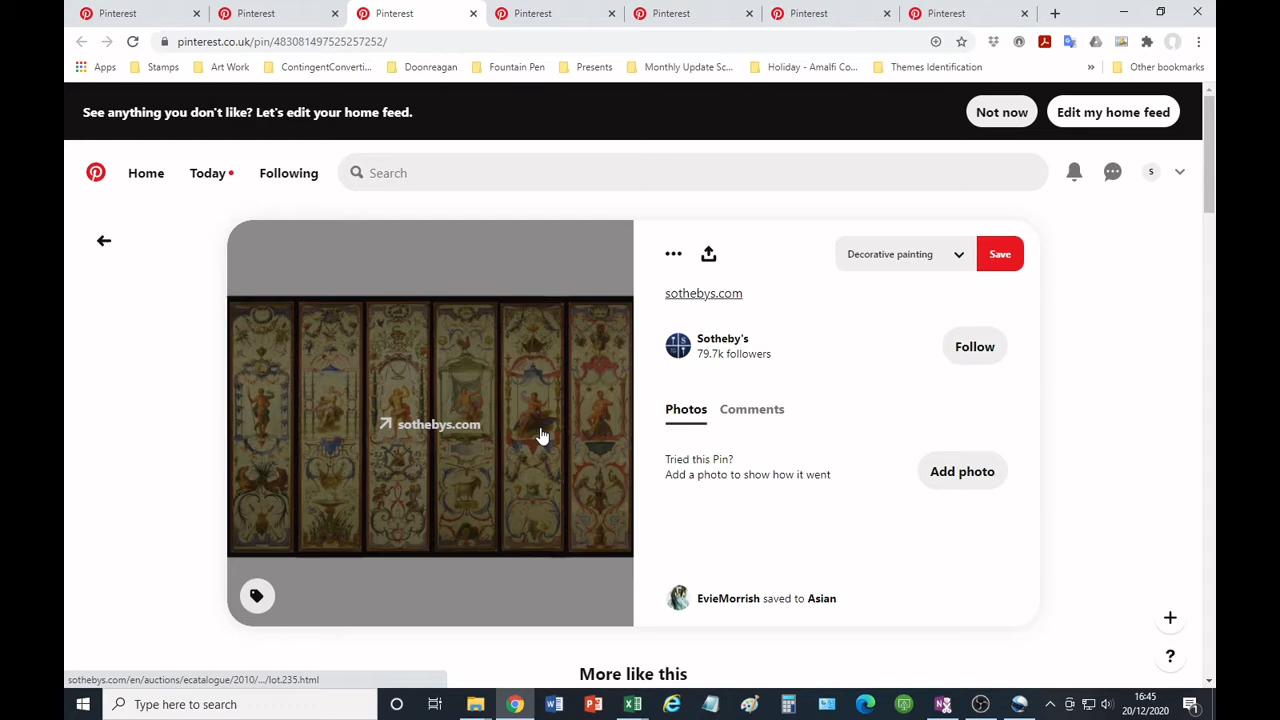 Pinterest
Pinterest
Pinterest
Pinterest
Pinterest
Pinterest
Pinterest
pinterest.co.uk/pin/483081497525257252/
Apps
Stamps
Art Work
ContingentConverti...
Doonreagan
Fountain Pen
Presents
Monthly Update Sc...
Holiday - Amalfi Co...
Themes Identification
»
Other bookmarks
See anything you don't like? Let's edit your home feed.
Not now
Edit my home feed
Home
Today
Following
Search
S
Decorative painting
Save
sothebys.com
Sotheby's
79.7k followers
Follow
Photos
Comments
sothebys.com
Tried this Pin?
Add a photo to show how it went
Add photo
EvieMorrish saved to Asian
More like this
?
sothebys.com/en/auctions/ecatalogue/2010/.../lot.235.html
Type here to search
16:45
20/12/2020